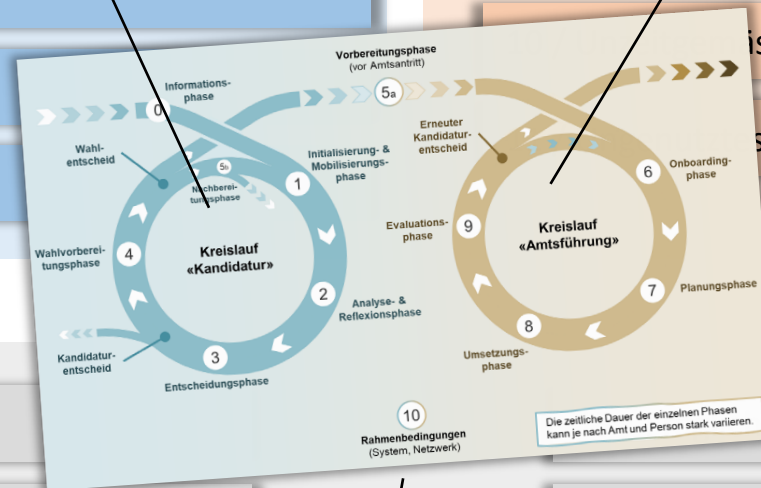 Vorbereitungsphase
(vor Amtsantritt)
5a
Informations-
phase
0
Wahl-
entscheid
5b
Nachberei-
tungsphase
Initialisierung- &
Mobilisierungs-
phase
1
Kreislauf
«Kandidatur»
Wahlvorberei-
tungsphase
4
2
Analyse- &
Reflexionsphase
Kandidatur-
entscheid
3
Entscheidungsphase
Erneuter
Kandidatur-
entscheid
6
Onboarding-
phase
Evaluations-
phase
9
Kreislauf
«Amtsführung»
7
Planungsphase
8
Umsetzungs-
phase
10
Rahmenbedingungen
(System, Netzwerk)
Die zeitliche Dauer der einzelnen Phasen
kann je nach Amt und Person stark variieren.